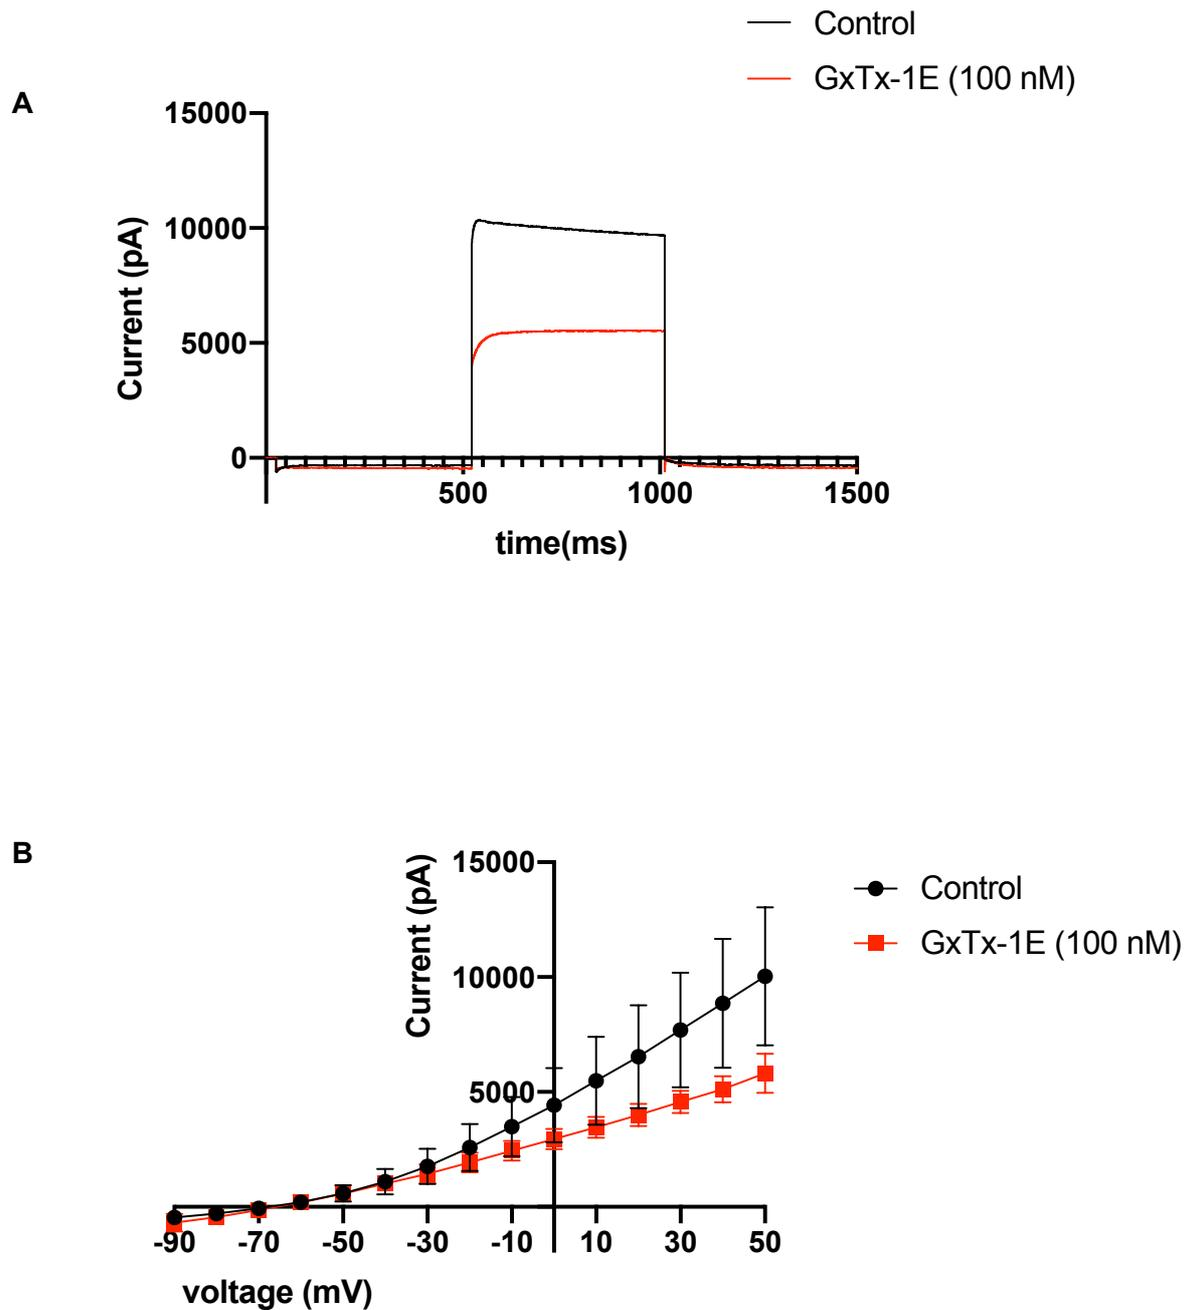 Control
GxTx-1E (100 nM)
A
15000
10000
5000
0
Current (pA)
500 1000 1500
time(ms)
B
15000
10000
5000
Current (pA)
Control
GxTx-1E (100 nM)
-90 -70 -50 -30 -10 10 30 50
voltage (mV)